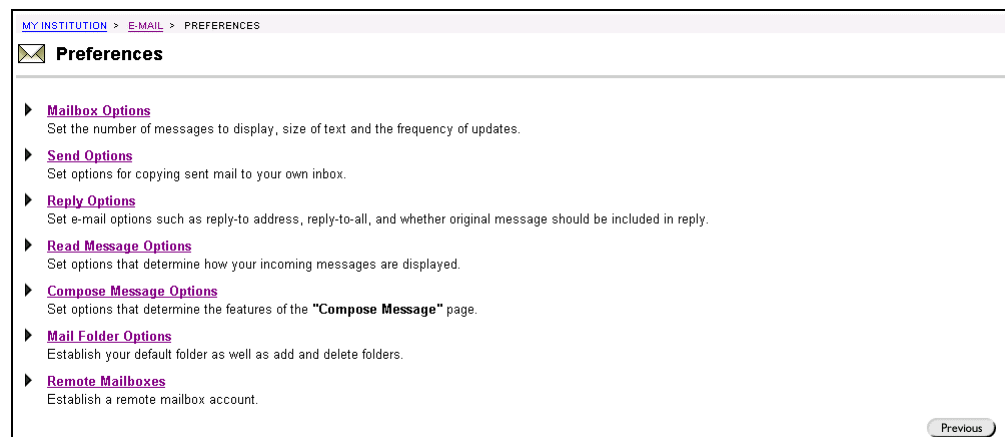 MY INSTITUTION > E-MAIL > PREFERENCES
Preferences
Mailbox Options
Set the number of messages to display, size of text and the frequency of updates.
Send Options
Set options for copying sent mail to your own inbox.
Reply Options
Set e-mail options such as reply-to address, reply-to-all, and whether original message should be included in reply.
Read Message Options
Set options that determine how your incoming messages are displayed.
Compose Message Options
Set options that determine the features of the "Compose Message" page.
Mail Folder Options
Establish your default folder as well as add and delete folders.
Remote Mailboxes
Establish a remote mailbox account.
Previous